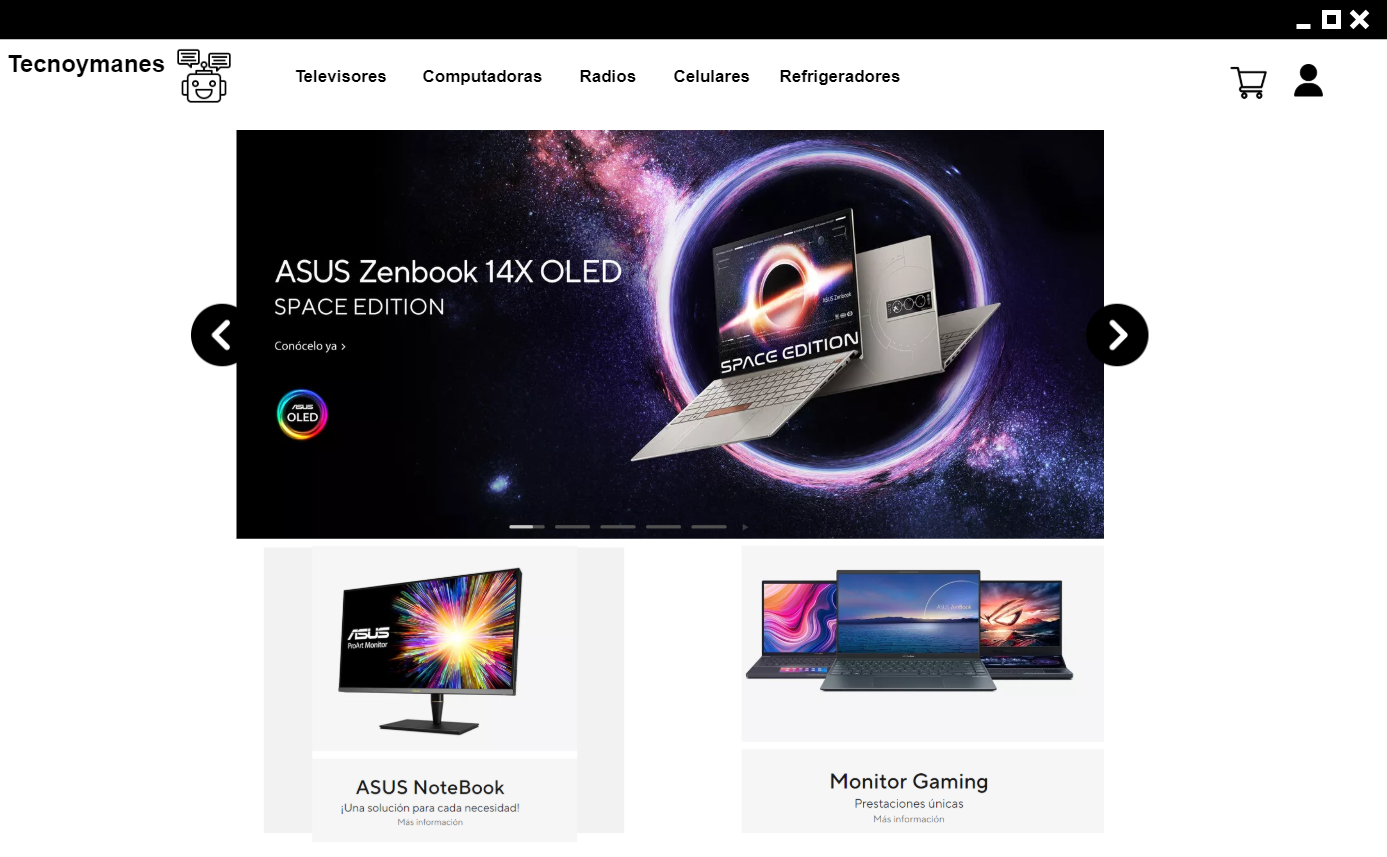 Tecnoymanes
Televisores Computadoras Radios Celulares Refrigeradores
ASUS Zenbook 14X OLED
SPACE EDITION
Conócelo ya >
ASUS
OLED
ASUS Zenbook
SPACE EDITION
ASUS
ProArt Monitor
ASUS ZenBook
ASUS NoteBook
¡Una solución para cada necesidad!
Más información
Monitor Gaming
Prestaciones únicas
Más información